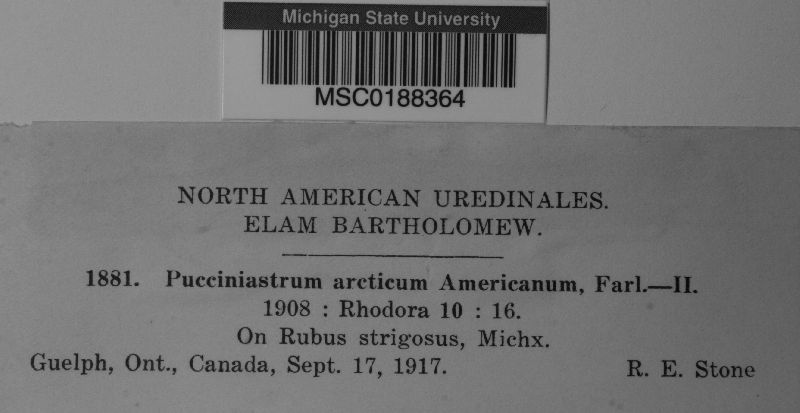 Michigan State University
MSC0188364
NORTH AMERICAN UREDINALES.
ELAM BARTHOLOMEW.
1881. Pucciniastrum arcticum Americanum, Farl.—II.
1908 : Rhodora 10 : 16.
On Rubus strigosus, Michx.
Guelph, Ont., Canada, Sept. 17, 1917. R. E. Stone